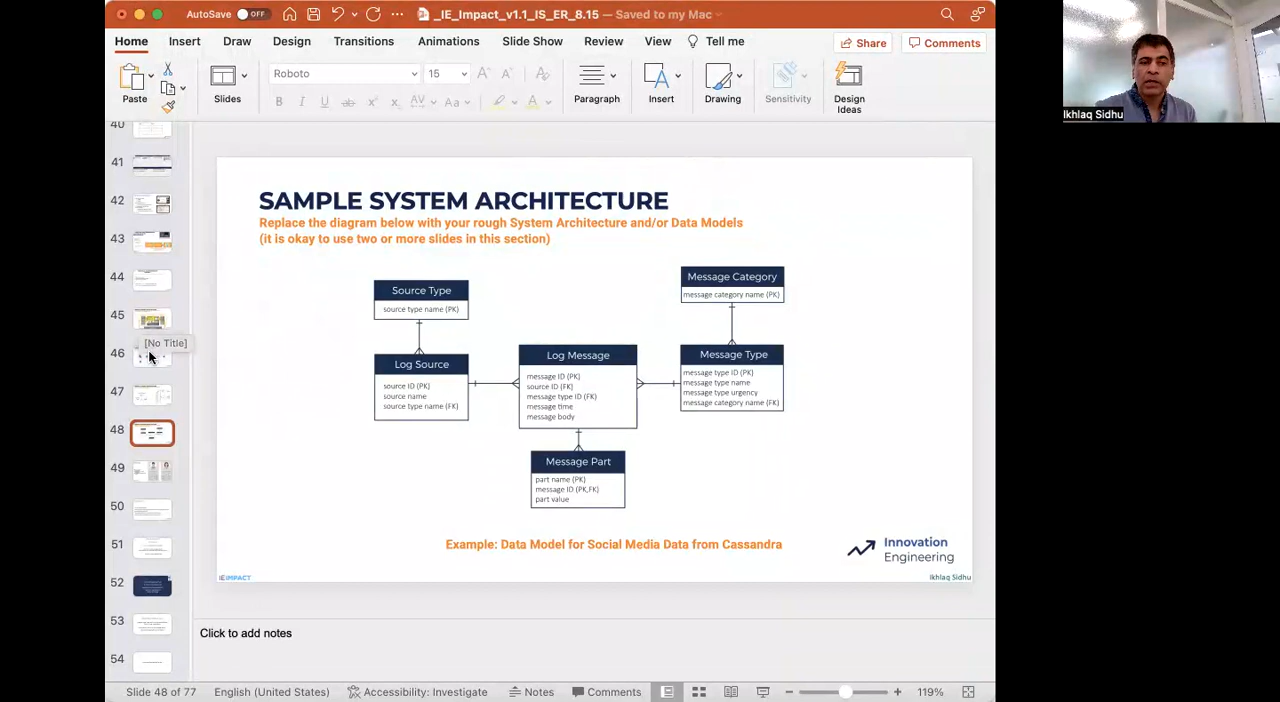 AutoSave OFF
_IE_Impact_v1.1_IS_ER_8.15 — Saved to my Mac
Home Insert Draw Design Transitions Animations Slide Show Review View Tell me Share Comments
Roboto 15
Paste Slides Paragraph Insert Drawing Sensitivity Design
Ideas
Ikhlaq Sidhu
40
41
42
43
44
45
46
47
48
49
50
51
52
53
54
[No Title]
SAMPLE SYSTEM ARCHITECTURE
Replace the diagram below with your rough System Architecture and/or Data Models
(it is okay to use two or more slides in this section)
Source Type
source type name (PK)
Message Category
message category name (PK)
Log Source
source ID (PK)
source name
source type name (FK)
Log Message
message ID (PK)
source ID (FK)
message type ID (FK)
message time
message body
Message Type
message type ID (PK)
message type name
message type urgency
message category name (FK)
Message Part
part name (PK)
message ID (PK,FK)
part value
Example: Data Model for Social Media Data from Cassandra
Innovation
Engineering
IEIMPACT
Ikhlaq Sidhu
Click to add notes
Slide 48 of 77 English (United States) Accessibility: Investigate Notes Comments 119%